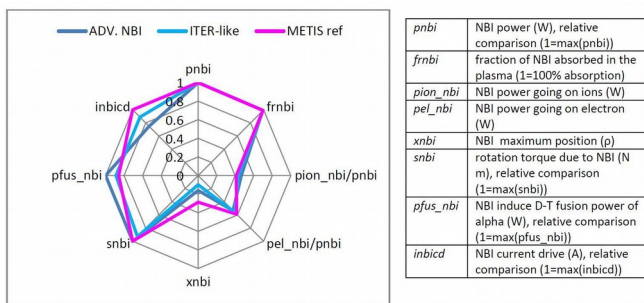 ADV. NBI ITER-like METIS ref
pnbi
1
0.8
0.6
0.4
0.2
0
frnbi
pion_nbi/pnbi
pel_nbi/pnbi
xnbi
snbi
pfus_nbi
inbicd
pnbi NBI power (W), relative
comparison (1=max(pnbi))
frnbi fraction of NBI absorbed in the
plasma (1=100% absorption)
pion_nbi NBI power going on ions (W)
pel_nbi NBI power going on electron
(W)
xnbi NBI maximum position (ρ)
snbi rotation torque due to NBI (N
m), relative comparison
(1=max(snbi))
pfus_nbi NBI induce D-T fusion power of
alpha (W), relative comparison
(1=max(pfus_nbi))
inbicd NBI current drive (A), relative
comparison (1=max(inbicd))